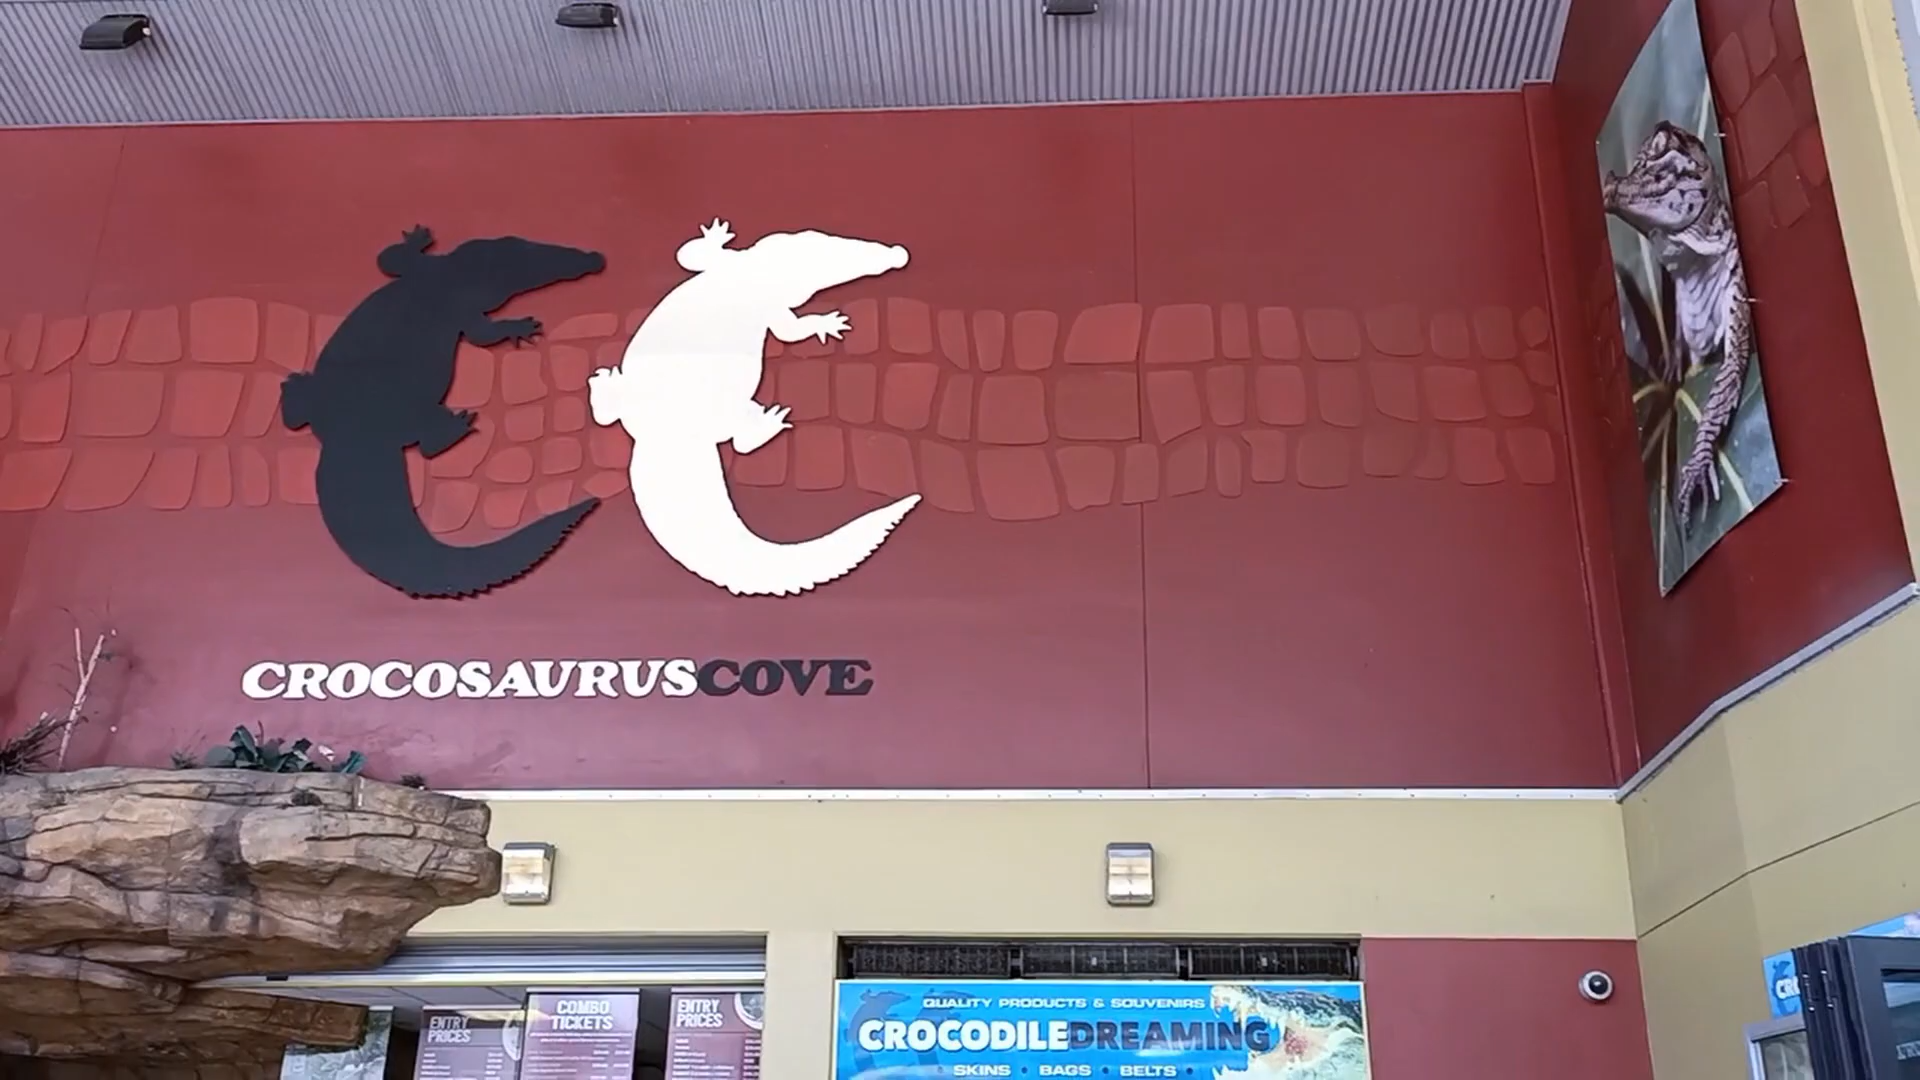 CROCOSAURUSCOVE
ENTRY
PRICES
COMBO
TICKETS
ENTRY
PRICES
QUALITY PRODUCTS & SOUVENIRS
CROCODILEDREAMING
SKINS • BAGS • BELTS